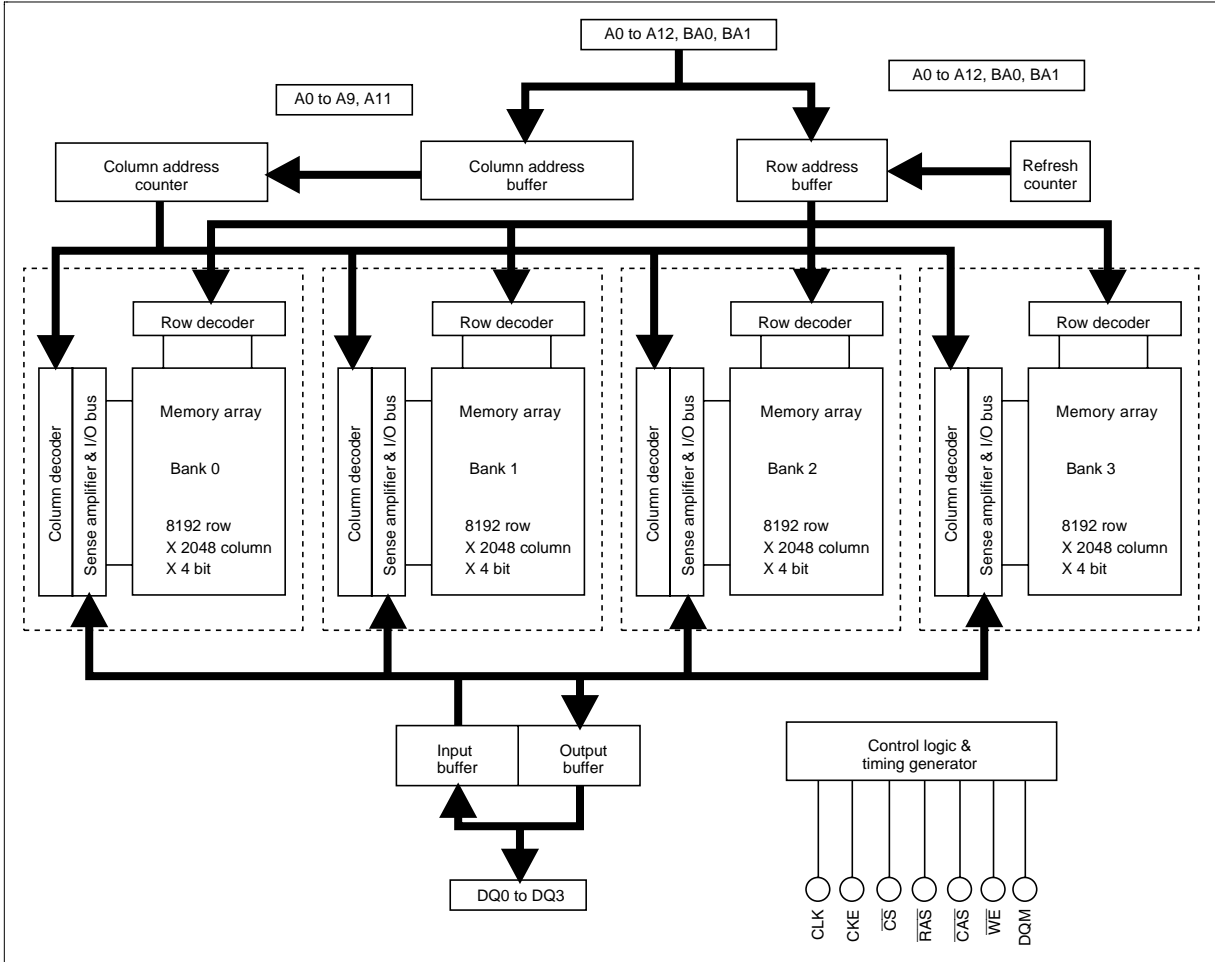 A0 to A12, BA0, BA1
A0 to A12, BA0, BA1
A0 to A9, A11
Column address
counter
Column address
buffer
Row address
buffer
Refresh
counter
Row decoder
Row decoder
Row decoder
Row decoder
Column decoder
Sense amplifier & I/O bus
Memory array
Bank 0
8192 row
X 2048 column
X 4 bit
Column decoder
Sense amplifier & I/O bus
Memory array
Bank 1
8192 row
X 2048 column
X 4 bit
Column decoder
Sense amplifier & I/O bus
Memory array
Bank 2
8192 row
X 2048 column
X 4 bit
Column decoder
Sense amplifier & I/O bus
Memory array
Bank 3
8192 row
X 2048 column
X 4 bit
Input
buffer
Output
buffer
Control logic &
timing generator
DQ0 to DQ3
CLK
CKE
C̅S̅
R̅A̅S̅
C̅A̅S̅
W̅E̅
DQM